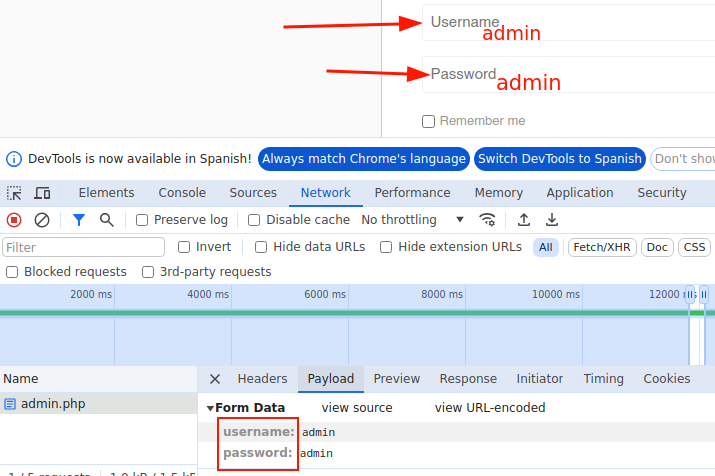 Username
admin
Password
admin
Remember me
DevTools is now available in Spanish! Always match Chrome's language Switch DevTools to Spanish Don't show
Elements Console Sources Network Performance Memory Application Security
Preserve log Disable cache No throttling
Filter Invert Hide data URLs Hide extension URLs All Fetch/XHR Doc CSS
Blocked requests 3rd-party requests
2000 ms 4000 ms 6000 ms 8000 ms 10000 ms 12000
Name Headers Payload Preview Response Initiator Timing Cookies
admin.php Form Data view source view URL-encoded
username: admin
password: admin
1 / 5 requests